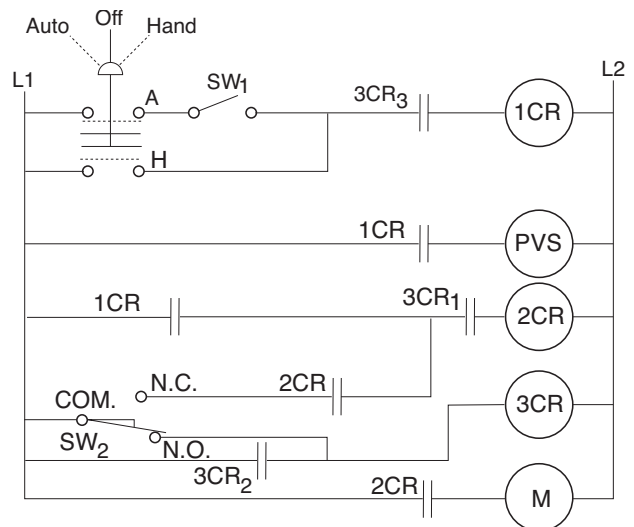 Off
Auto Hand
L1 L2
A SW1 3CR3 1CR
H
1CR PVS
1CR 3CR1 2CR
N.C. 2CR
COM. 3CR
SW2 N.O.
3CR2 2CR M